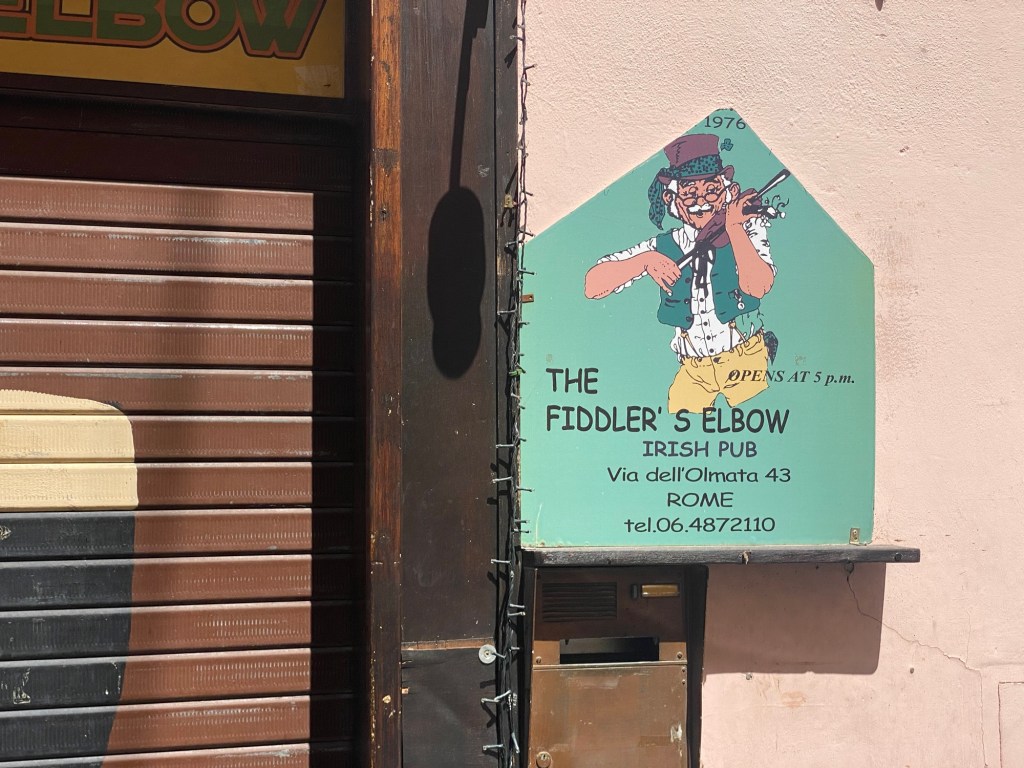 ELBOW
1976
OPENS AT 5 p.m.
THE
FIDDLER'S ELBOW
IRISH PUB
Via dell'Olmata 43
ROME
tel.06.4872110